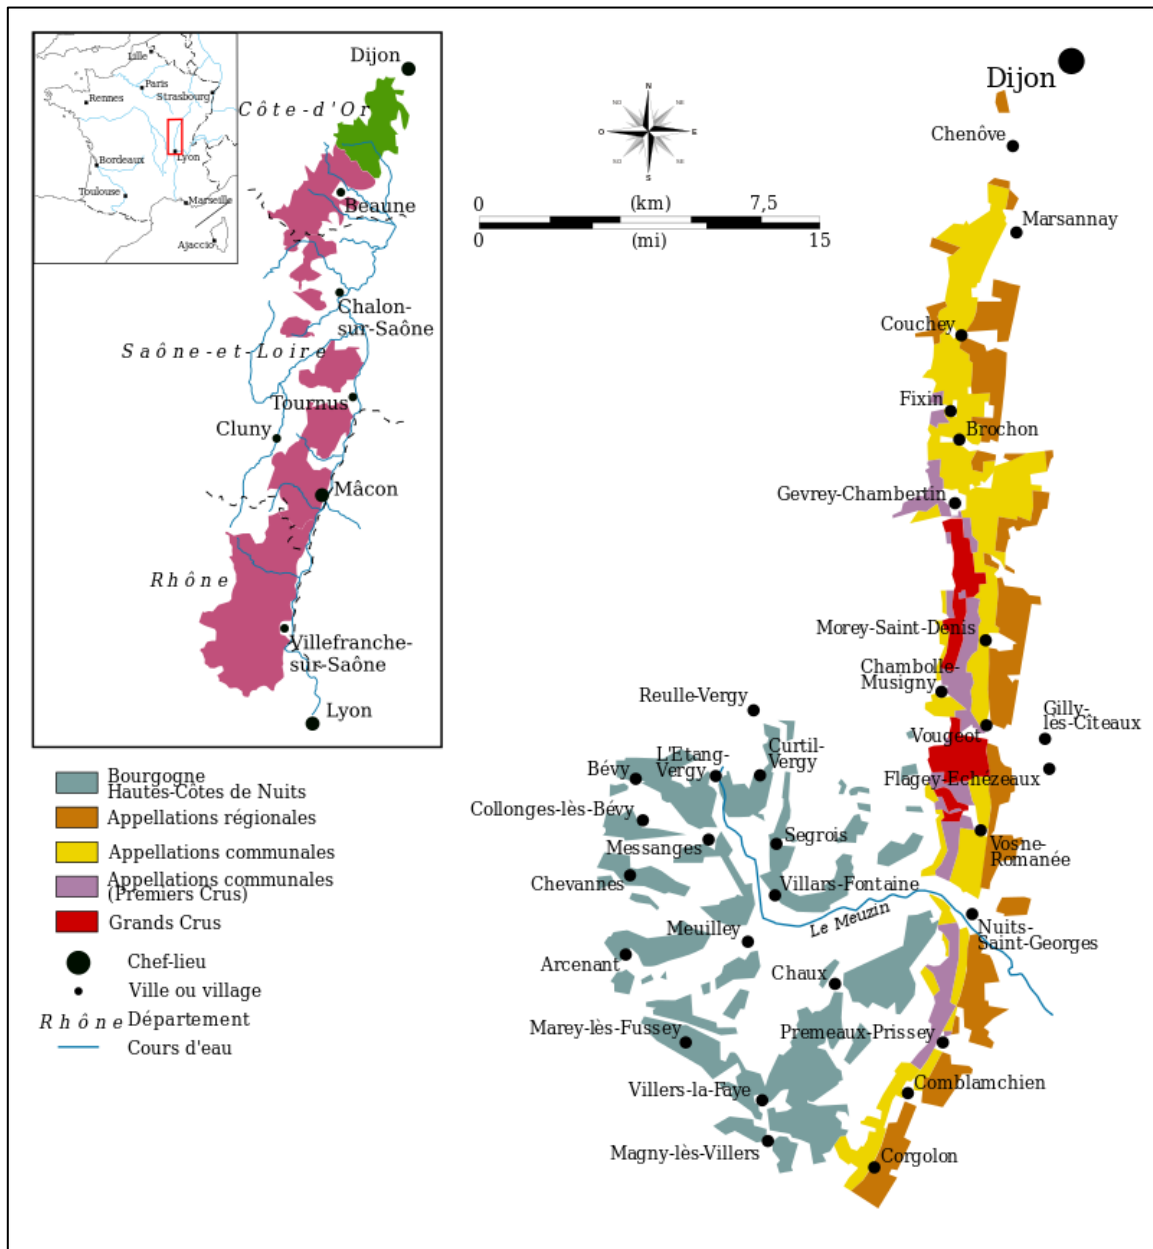 Lille
Paris
Strasbourg
Rennes
Bordeaux
Lyon
Toulouse
Marseille
Ajaccio
Dijon
Côte-d'Or
Beaune
Chalon-
sur-Saône
Saône-et-Loire
Tournus
Cluny
Mâcon
Rhône
Villefranche-
sur-Saône
Lyon
Bourgogne
Hautes-Côtes de Nuits
Appellations régionales
Appellations communales
Appellations communales
(Premiers Crus)
Grands Crus
Chef-lieu
Ville ou village
Rhône Département
Cours d'eau
N
NO
NE
O
E
SO
SE
S
0 (km) 7,5
0 (mi) 15
Dijon
Chenôve
Marsannay
Couchey
Fixin
Brochon
Gevrey-Chambertin
Morey-Saint-Denis
Chambolle-
Musigny
Reulle-Vergy
Gilly-
lès-Cîteaux
Vougeot
L'Etang-
Vergy
Curtil-
Vergy
Bévy
Flagey-Echezeaux
Collonges-lès-Bévy
Segrois
Messanges
Vosne-
Romanée
Chevannes
Villars-Fontaine
Le Meuzin
Nuits-
Saint-Georges
Meuilley
Arcenant
Chaux
Marey-lès-Fussey
Premeaux-Prissey
Villers-la-Faye
Comblamchien
Magny-lès-Villers
Corgolon